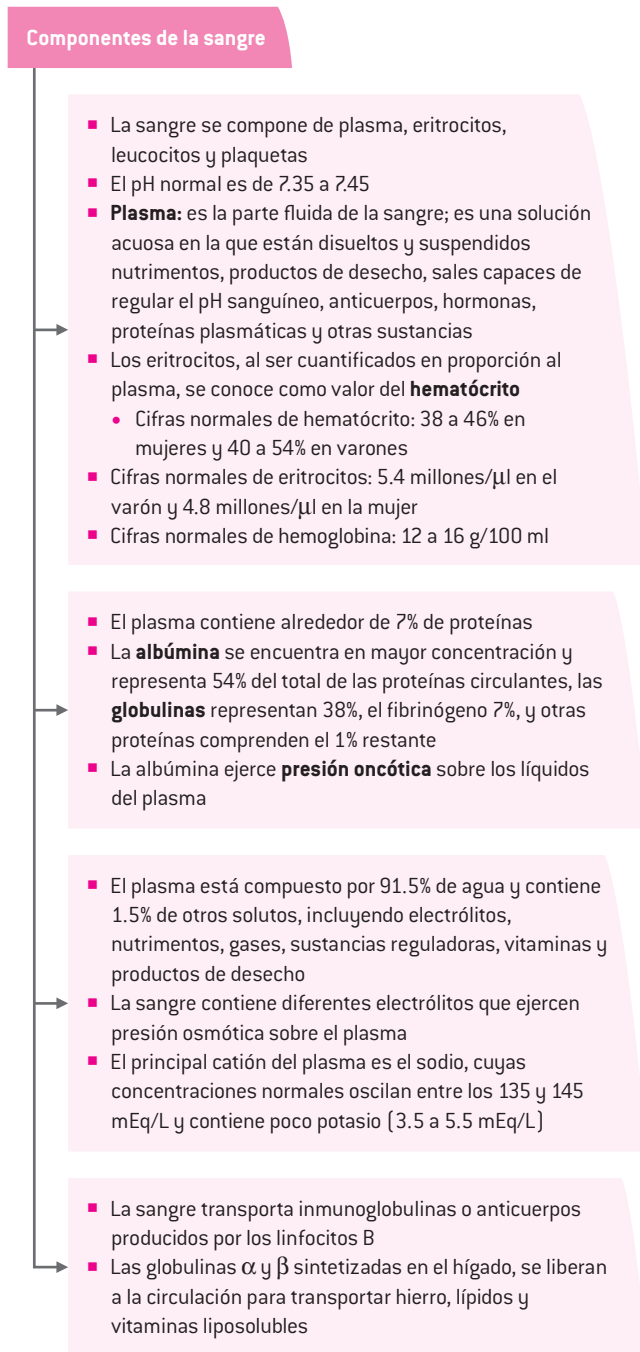 Componentes de la sangre
▪ La sangre se compone de plasma, eritrocitos,
leucocitos y plaquetas
▪ El pH normal es de 7.35 a 7.45
▪ Plasma: es la parte fluida de la sangre; es una solución
acuosa en la que están disueltos y suspendidos
nutrimentos, productos de desecho, sales capaces de
regular el pH sanguíneo, anticuerpos, hormonas,
proteínas plasmáticas y otras sustancias
▪ Los eritrocitos, al ser cuantificados en proporción al
plasma, se conoce como valor del hematócrito
• Cifras normales de hematócrito: 38 a 46% en
mujeres y 40 a 54% en varones
▪ Cifras normales de eritrocitos: 5.4 millones/µl en el
varón y 4.8 millones/µl en la mujer
▪ Cifras normales de hemoglobina: 12 a 16 g/100 ml
▪ El plasma contiene alrededor de 7% de proteínas
▪ La albúmina se encuentra en mayor concentración y
representa 54% del total de las proteínas circulantes, las
globulinas representan 38%, el fibrinógeno 7%, y otras
proteínas comprenden el 1% restante
▪ La albúmina ejerce presión oncótica sobre los líquidos
del plasma
▪ El plasma está compuesto por 91.5% de agua y contiene
1.5% de otros solutos, incluyendo electrólitos,
nutrimentos, gases, sustancias reguladoras, vitaminas y
productos de desecho
▪ La sangre contiene diferentes electrólitos que ejercen
presión osmótica sobre el plasma
▪ El principal catión del plasma es el sodio, cuyas
concentraciones normales oscilan entre los 135 y 145
mEq/L y contiene poco potasio (3.5 a 5.5 mEq/L)
▪ La sangre transporta inmunoglobulinas o anticuerpos
producidos por los linfocitos B
▪ Las globulinas α y β sintetizadas en el hígado, se liberan
a la circulación para transportar hierro, lípidos y
vitaminas liposolubles